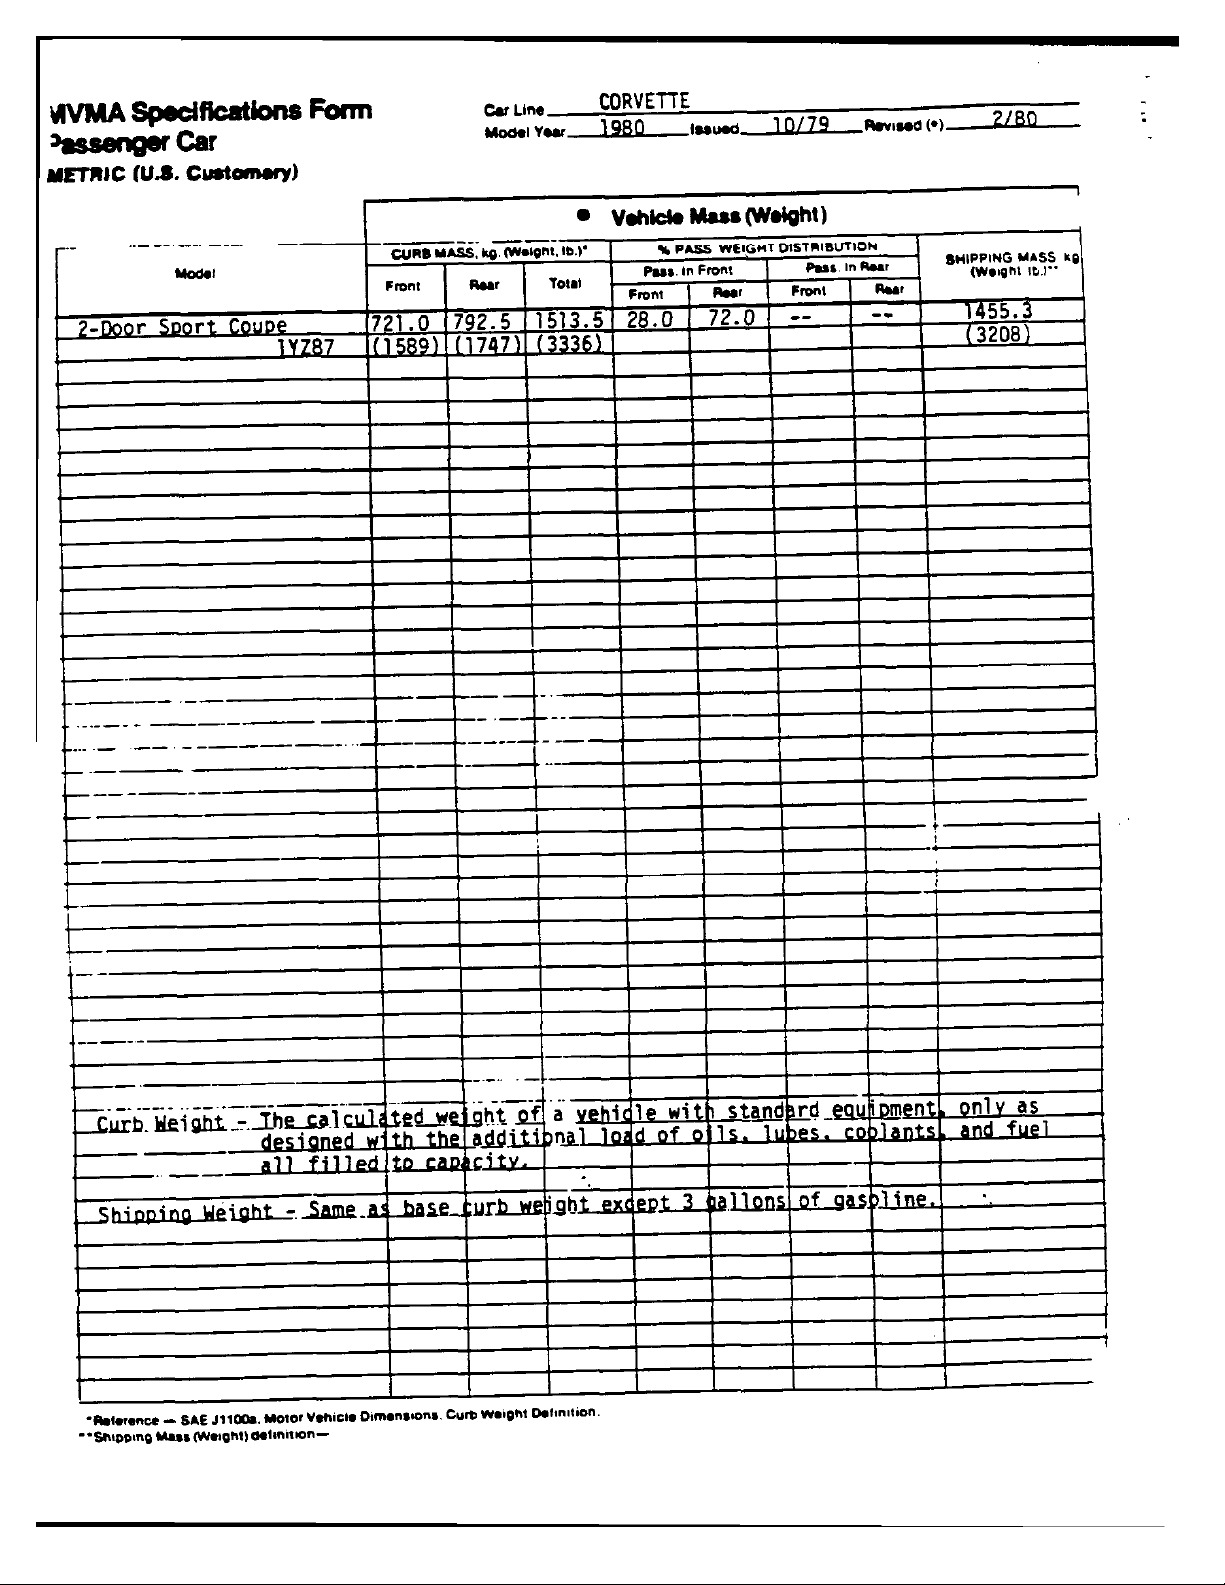 MVMA Specifications Form
Passenger Car
METRIC (U.S. Customary)
Car Line CORVETTE
Model Year 1980 Issued 10/79 Revised (•) 2/80
• Vehicle Mass (Weight)
Model
CURB MASS, kg. (Weight, lb.)*
% PASS WEIGHT DISTRIBUTION
SHIPPING MASS kg
(Weight lb.)**
Pass. In Front
Pass. In Rear
Front Rear Total Front Rear Front Rear
2-Door Sport Coupe 721.0 792.5 1513.5 28.0 72.0 -- -- 1455.3
1YZ87 (1589) (1747) (3336) (3208)
Curb Weight - The calculated weight of a vehicle with standard equipment, only as
designed with the additional load of oils, lubes, coolants, and fuel
all filled to capacity.
Shipping Weight - Same as base curb weight except 3 gallons of gasoline.
*Reference — SAE J1100a, Motor Vehicle Dimensions, Curb Weight Definition.
**Shipping Mass (Weight) definition—